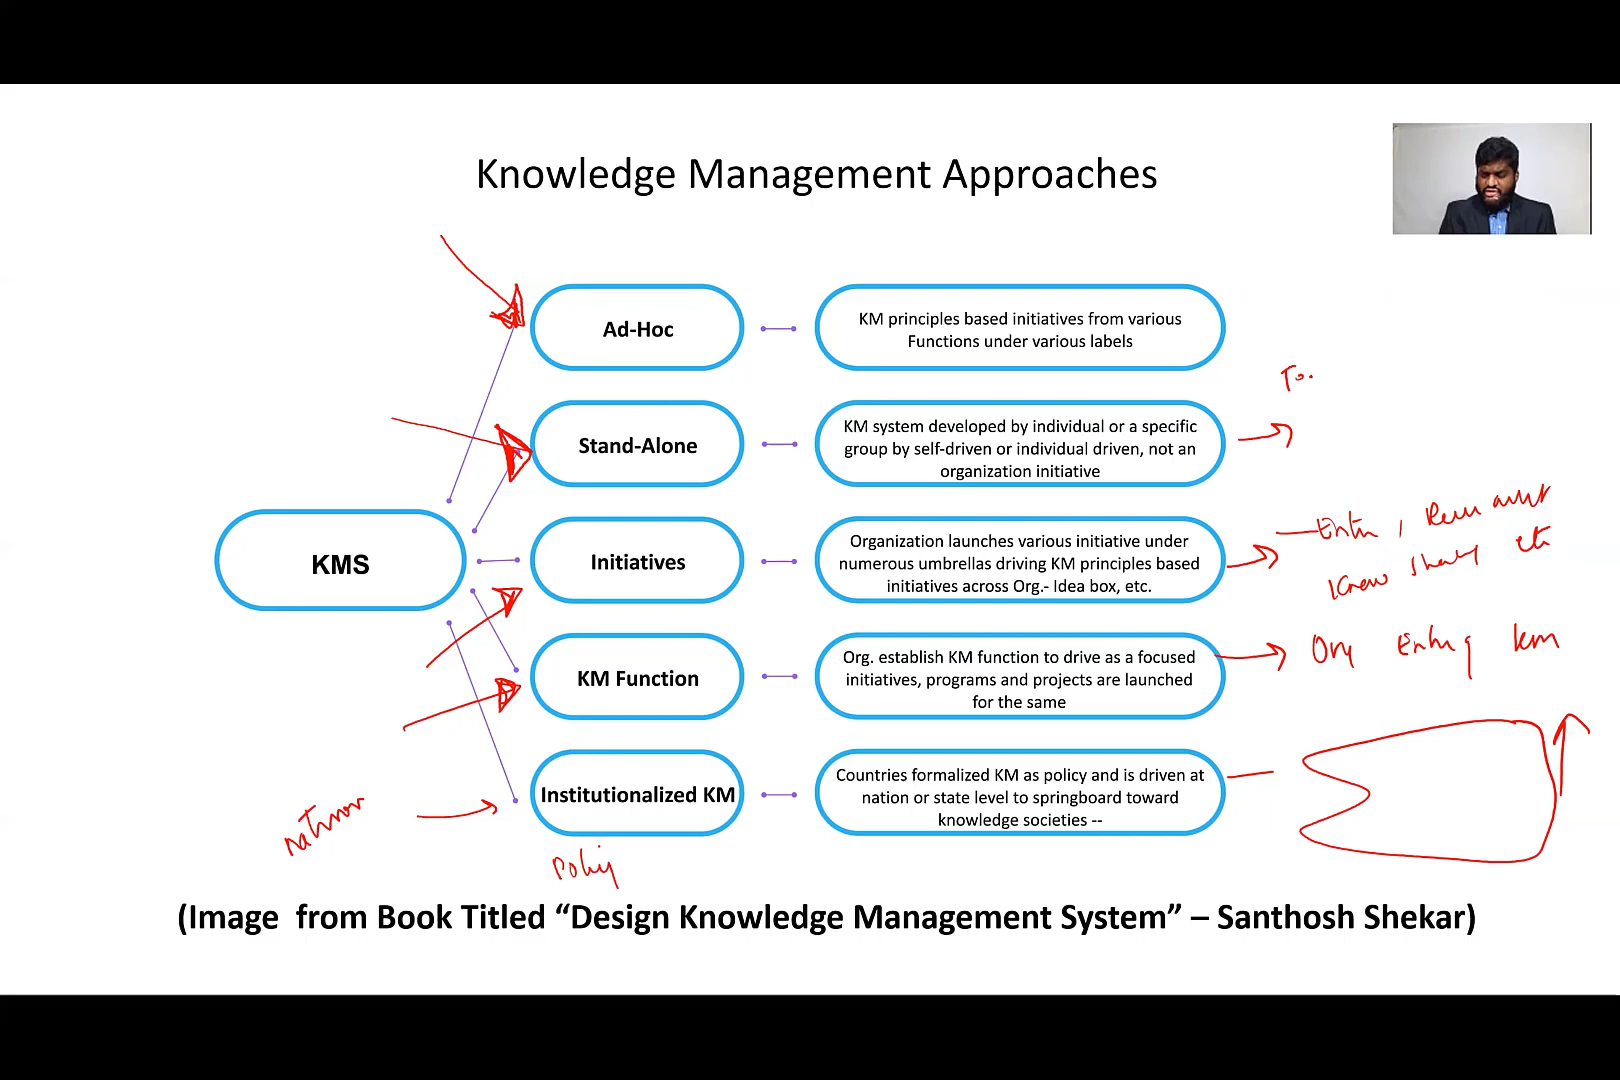 Knowledge Management Approaches
Ad-Hoc
KM principles based initiatives from various
Functions under various labels
To.
Stand-Alone
KM system developed by individual or a specific
group by self-driven or individual driven, not an
organization initiative
KMS
Initiatives
Organization launches various initiative under
numerous umbrellas driving KM principles based
initiatives across Org.- Idea box, etc.
KM Function
Org. establish KM function to drive as a focused
initiatives, programs and projects are launched
for the same
Org km
Institutionalized KM
Countries formalized KM as policy and is driven at
nation or state level to springboard toward
knowledge societies --
Policy
(Image from Book Titled “Design Knowledge Management System” – Santhosh Shekar)